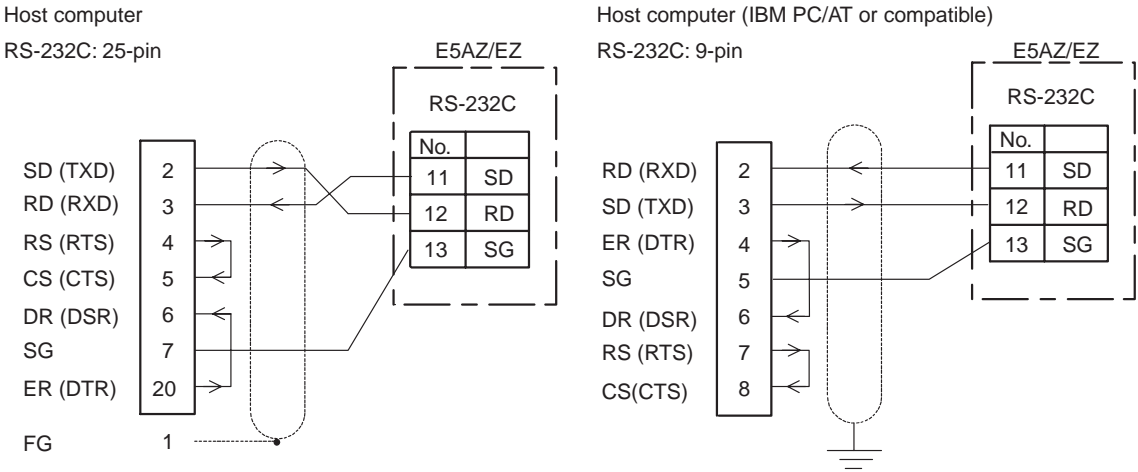 Host computer
RS-232C: 25-pin
E5AZ/EZ
RS-232C
No.
11 SD
12 RD
13 SG
SD (TXD) 2
RD (RXD) 3
RS (RTS) 4
CS (CTS) 5
DR (DSR) 6
SG 7
ER (DTR) 20
FG 1
Host computer (IBM PC/AT or compatible)
RS-232C: 9-pin
E5AZ/EZ
RS-232C
No.
11 SD
12 RD
13 SG
RD (RXD) 2
SD (TXD) 3
ER (DTR) 4
SG 5
DR (DSR) 6
RS (RTS) 7
CS(CTS) 8